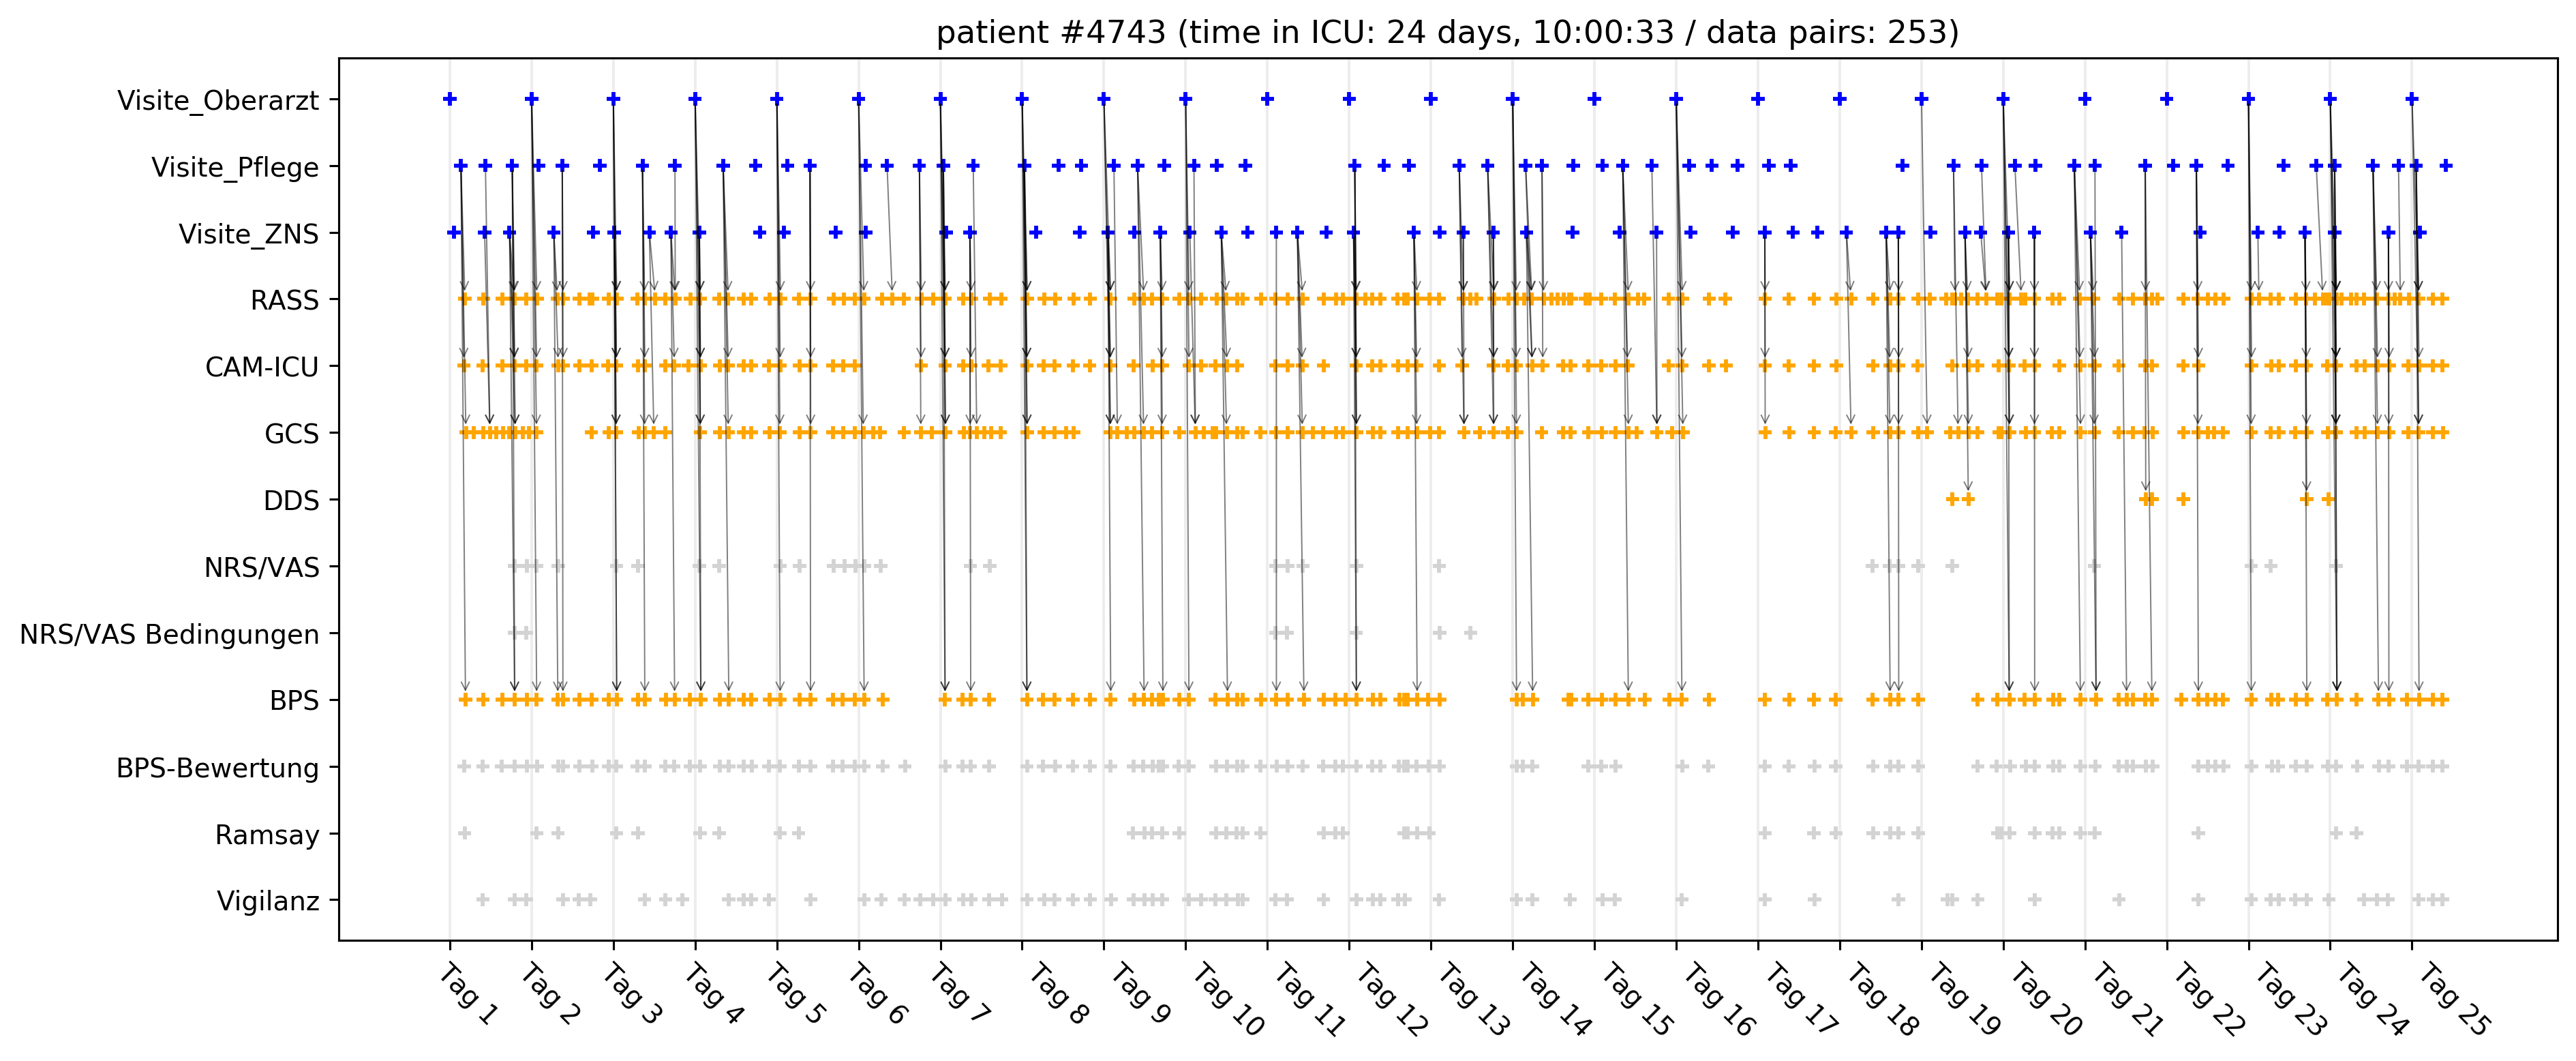 patient #4743 (time in ICU: 24 days, 10:00:33 / data pairs: 253)
Visite_Oberarzt
Visite_Pflege
Visite_ZNS
RASS
CAM-ICU
GCS
DDS
NRS/VAS
NRS/VAS Bedingungen
BPS
BPS-Bewertung
Ramsay
Vigilanz
Tag 1
Tag 2
Tag 3
Tag 4
Tag 5
Tag 6
Tag 7
Tag 8
Tag 9
Tag 10
Tag 11
Tag 12
Tag 13
Tag 14
Tag 15
Tag 16
Tag 17
Tag 18
Tag 19
Tag 20
Tag 21
Tag 22
Tag 23
Tag 24
Tag 25